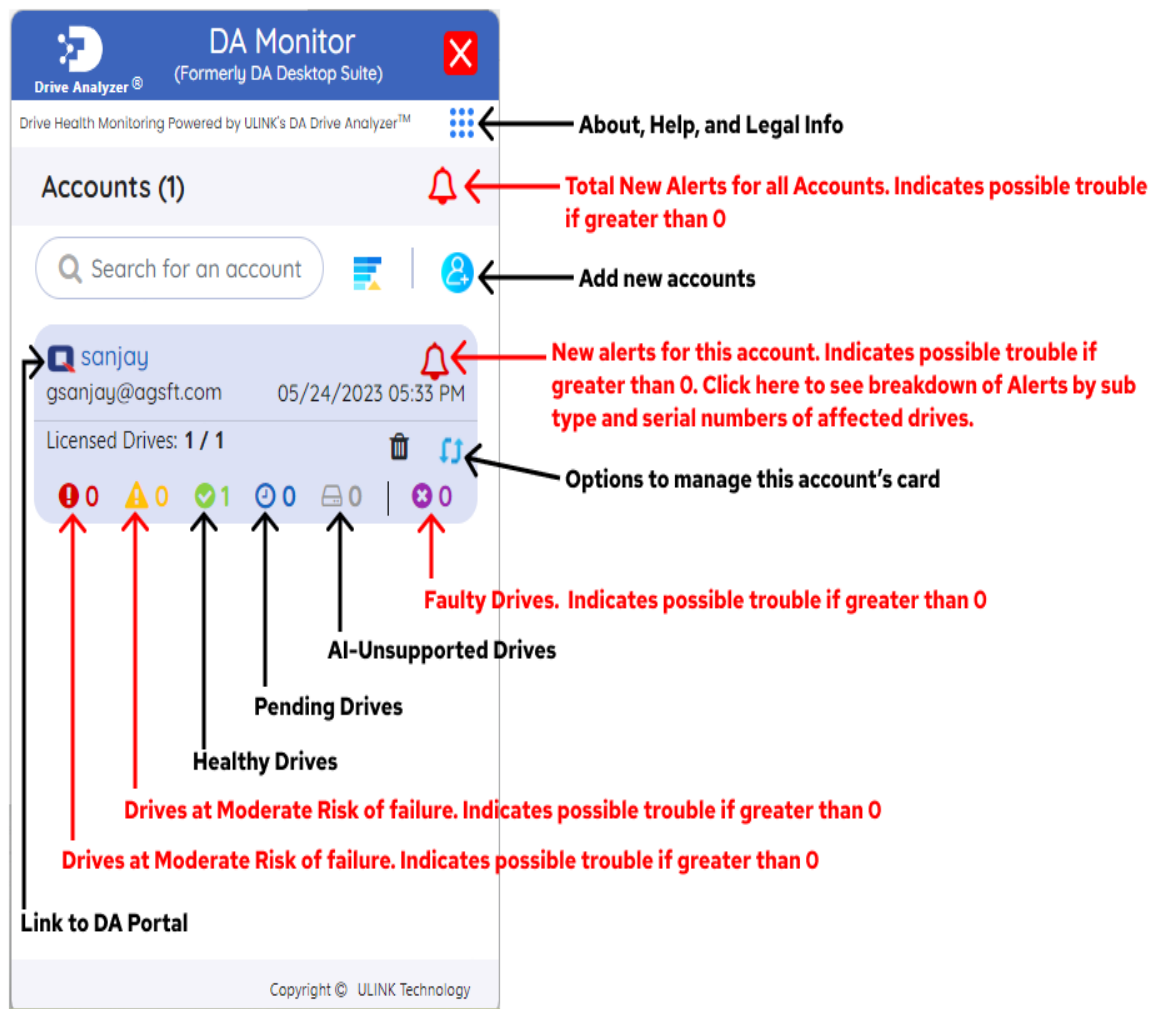 DA Monitor
(Formerly DA Desktop Suite)
Drive Analyzer ®
Drive Health Monitoring Powered by ULINK's DA Drive Analyzer™
About, Help, and Legal Info
Accounts (1)
Total New Alerts for all Accounts. Indicates possible trouble
if greater than 0
Search for an account
Add new accounts
sanjay
gsanjay@agsft.com 05/24/2023 05:33 PM
New alerts for this account. Indicates possible trouble if
greater than 0. Click here to see breakdown of Alerts by sub
type and serial numbers of affected drives.
Licensed Drives: 1 / 1
Options to manage this account's card
0 0 1 0 0 0
Faulty Drives. Indicates possible trouble if greater than 0
AI-Unsupported Drives
Pending Drives
Healthy Drives
Drives at Moderate Risk of failure. Indicates possible trouble if greater than 0
Drives at Moderate Risk of failure. Indicates possible trouble if greater than 0
Link to DA Portal
Copyright © ULINK Technology